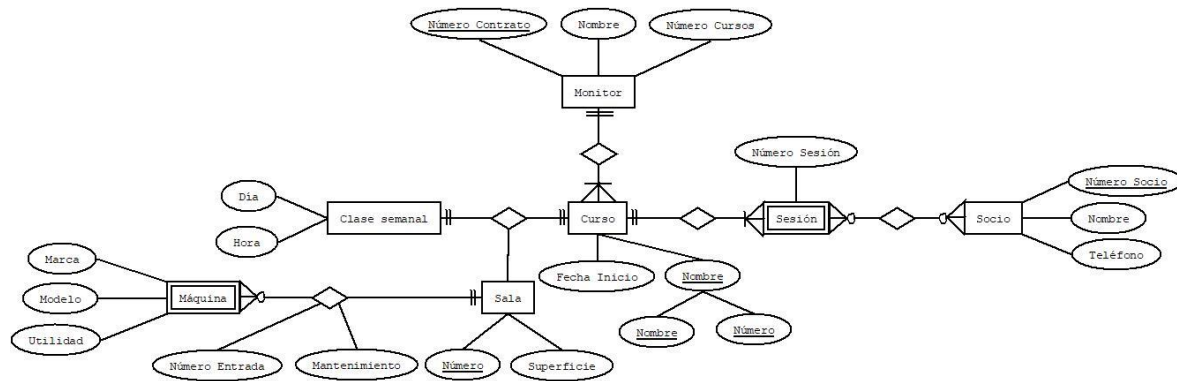 Número Contrato
Nombre
Número Cursos
Monitor
Número Sesión
Día
Número Socio
Clase semanal
Curso
Sesión
Socio
Nombre
Hora
Marca
Fecha Inicio
Nombre
Teléfono
Modelo
Máquina
Sala
Utilidad
Nombre
Número
Número Entrada
Mantenimiento
Número
Superficie